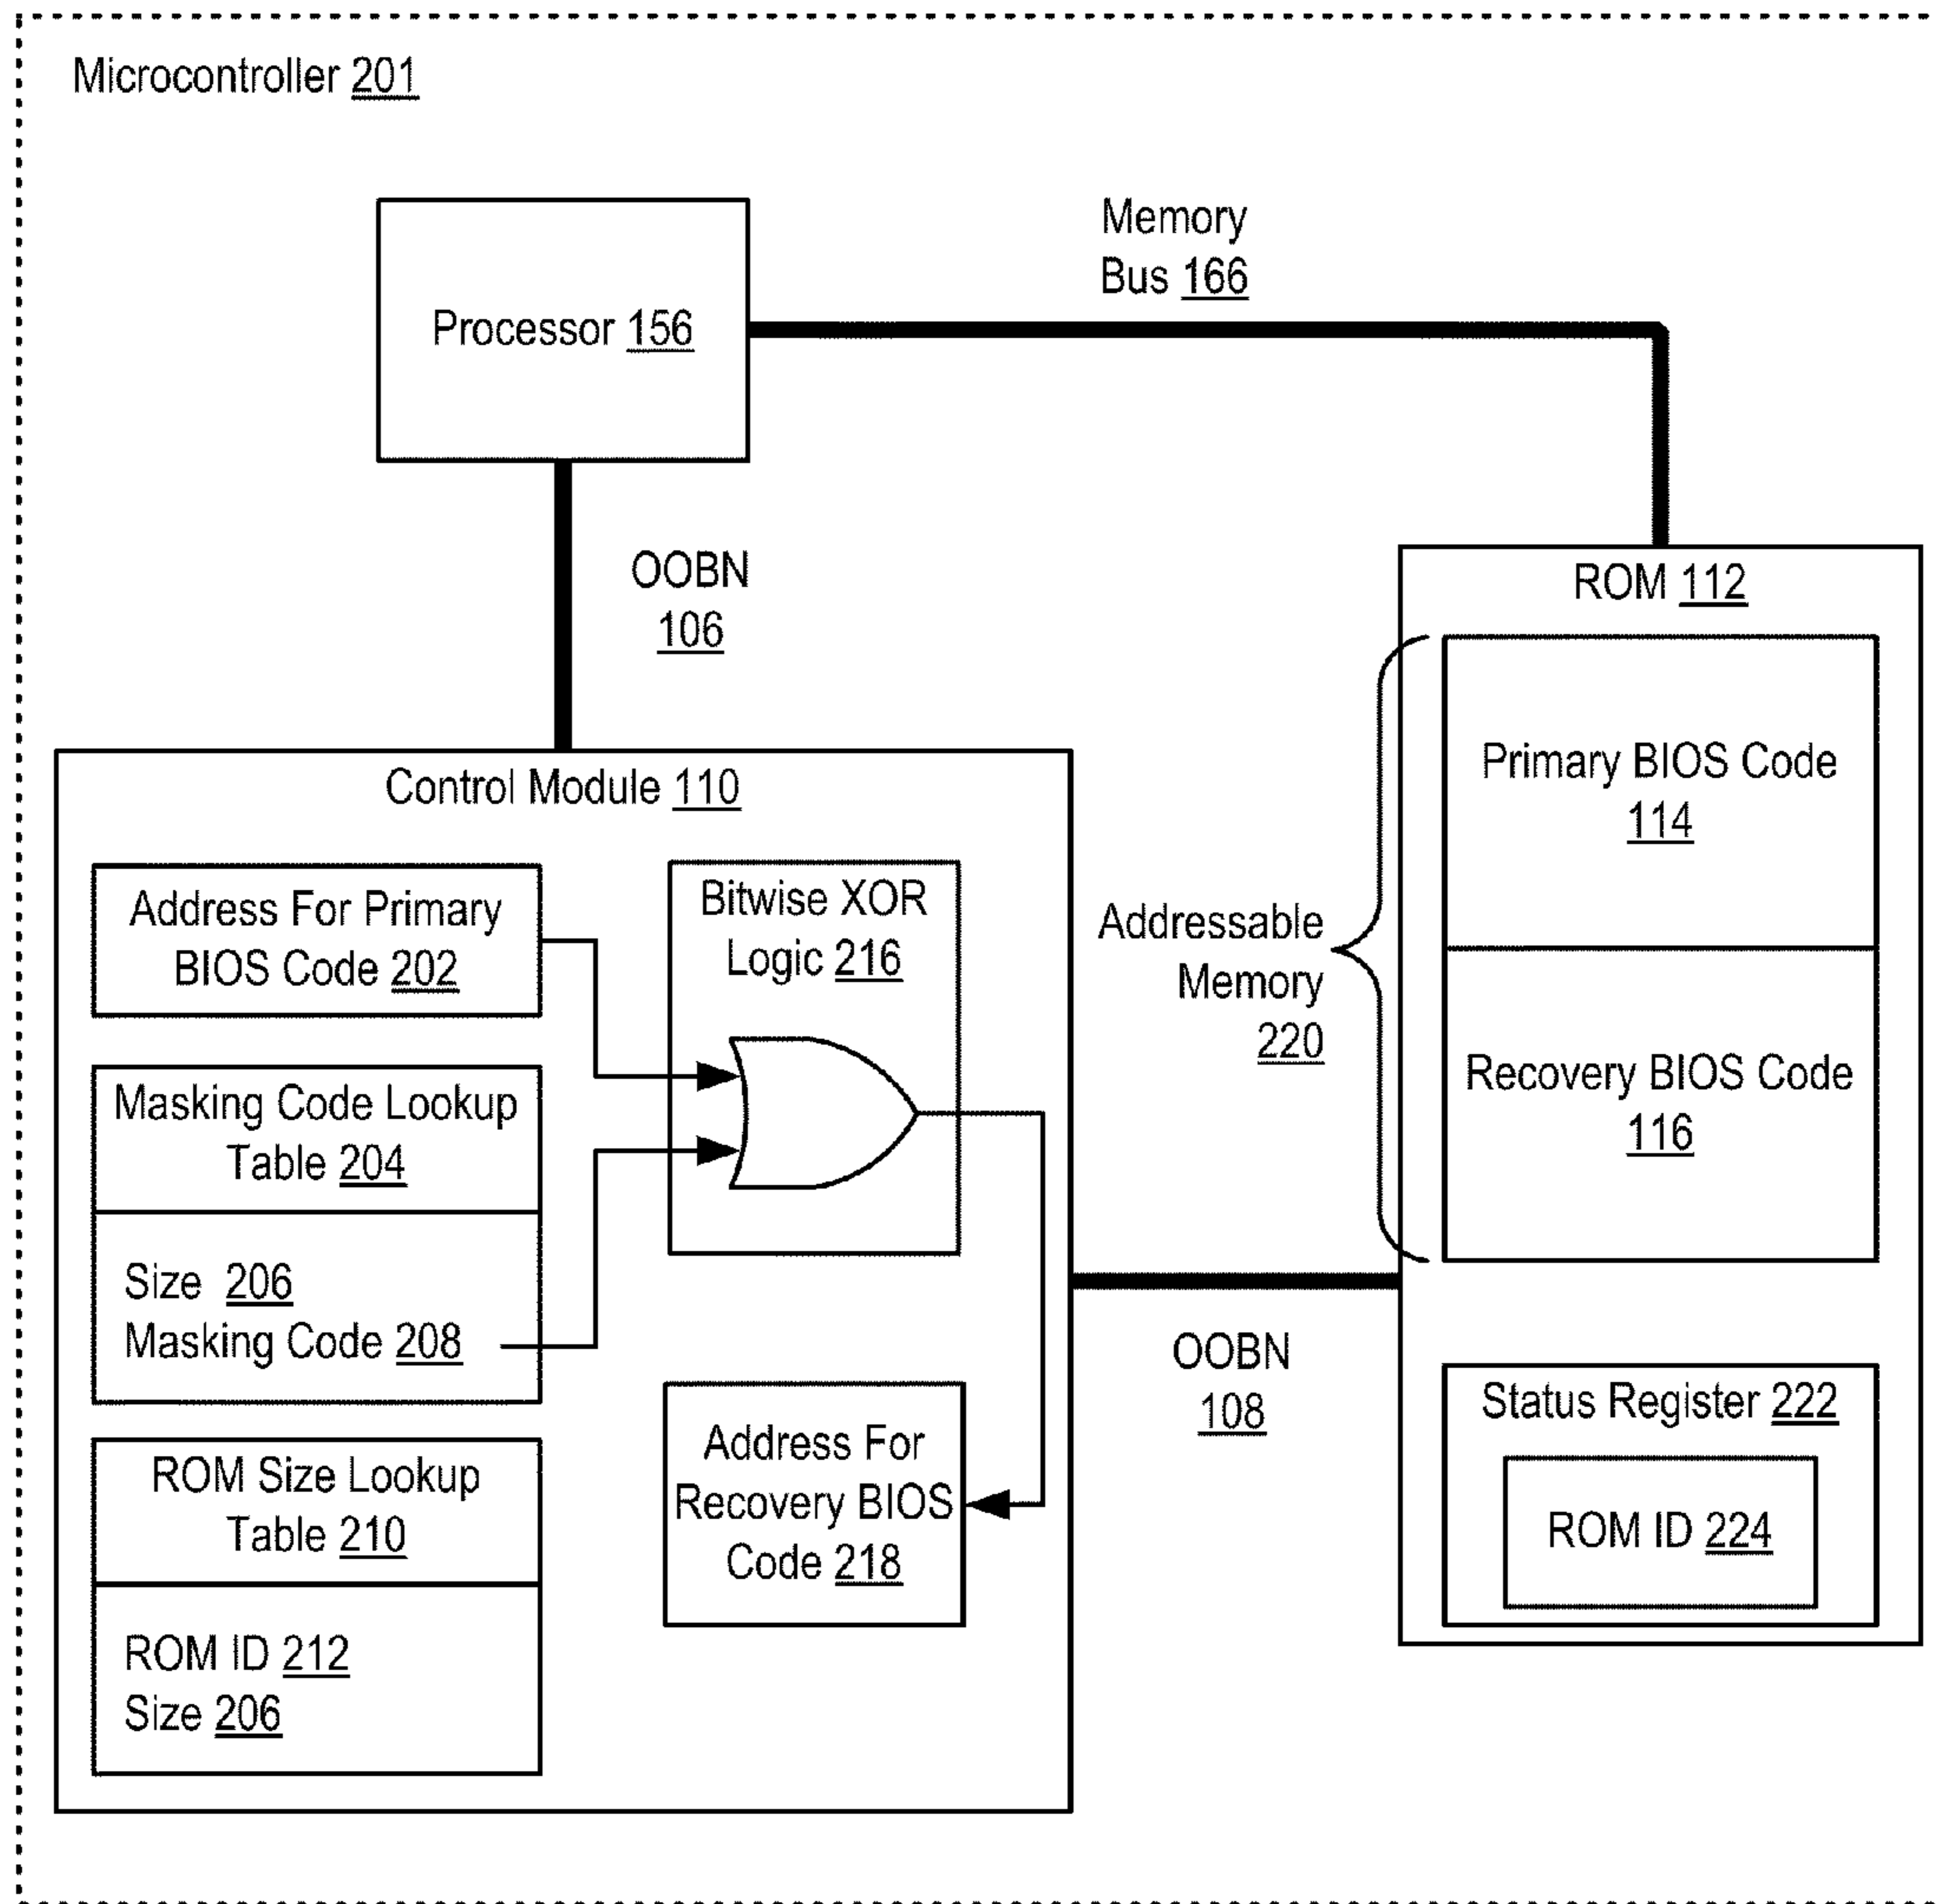 Microcontroller 201
Memory
Bus 166
Processor 156
OOBN
106
ROM 112
Primary BIOS Code
114
Addressable
Memory
220
Recovery BIOS Code
116
Control Module 110
Address For Primary
BIOS Code 202
Bitwise XOR
Logic 216
Masking Code Lookup
Table 204
Size 206
Masking Code 208
OOBN
108
Address For
Recovery BIOS
Code 218
ROM Size Lookup
Table 210
ROM ID 212
Size 206
Status Register 222
ROM ID 224